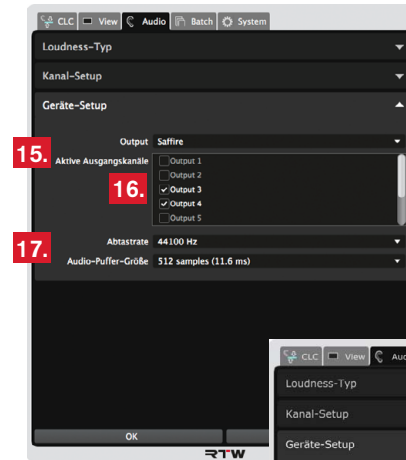 CLC View Audio Batch System
Loudness-Typ
Kanal-Setup
Geräte-Setup
15.
Output Saffire
Aktive Ausgangskanäle
Output 1
Output 2
16.
Output 3
Output 4
Output 5
17.
Abtastrate 44100 Hz
Audio-Puffer-Größe 512 samples (11.6 ms)
OK
RTW
CLC View Aud
Loudness-Typ
Kanal-Setup
Geräte-Setup